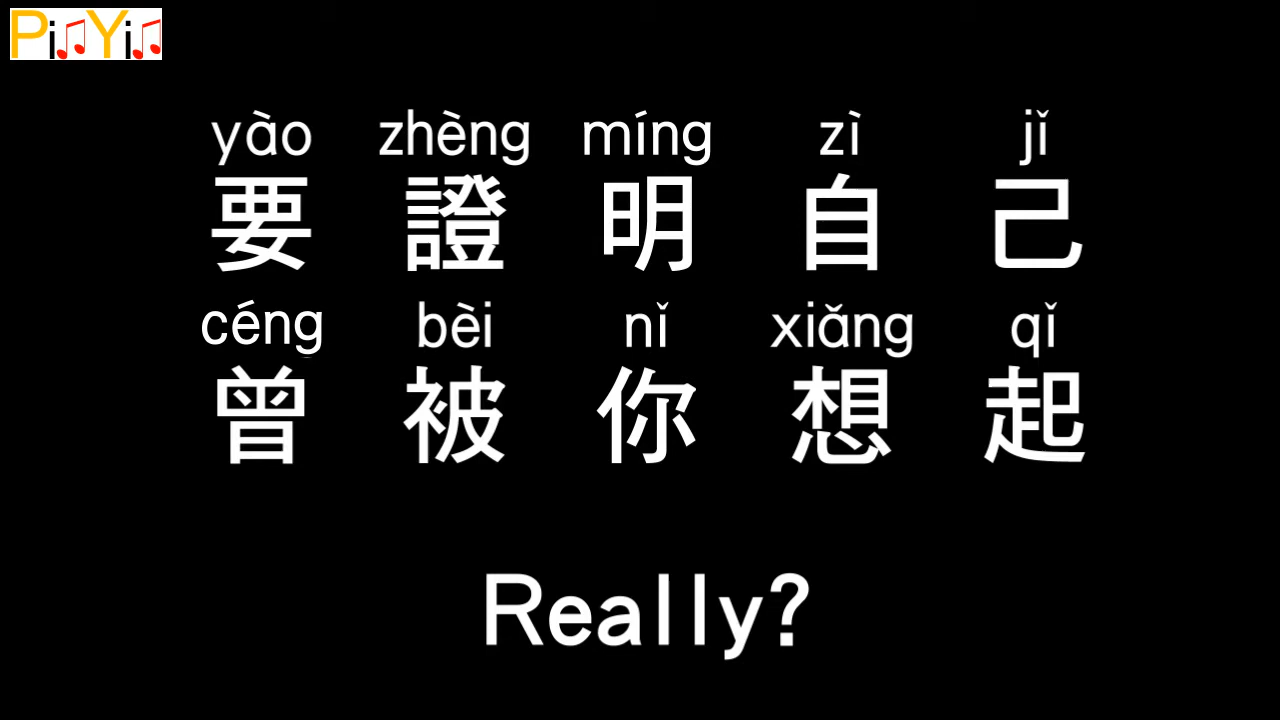 PinYin
yào zhèng míng zì jǐ
要證明自己
céng bèi nǐ xiǎng qǐ
曾被你想起
Really?